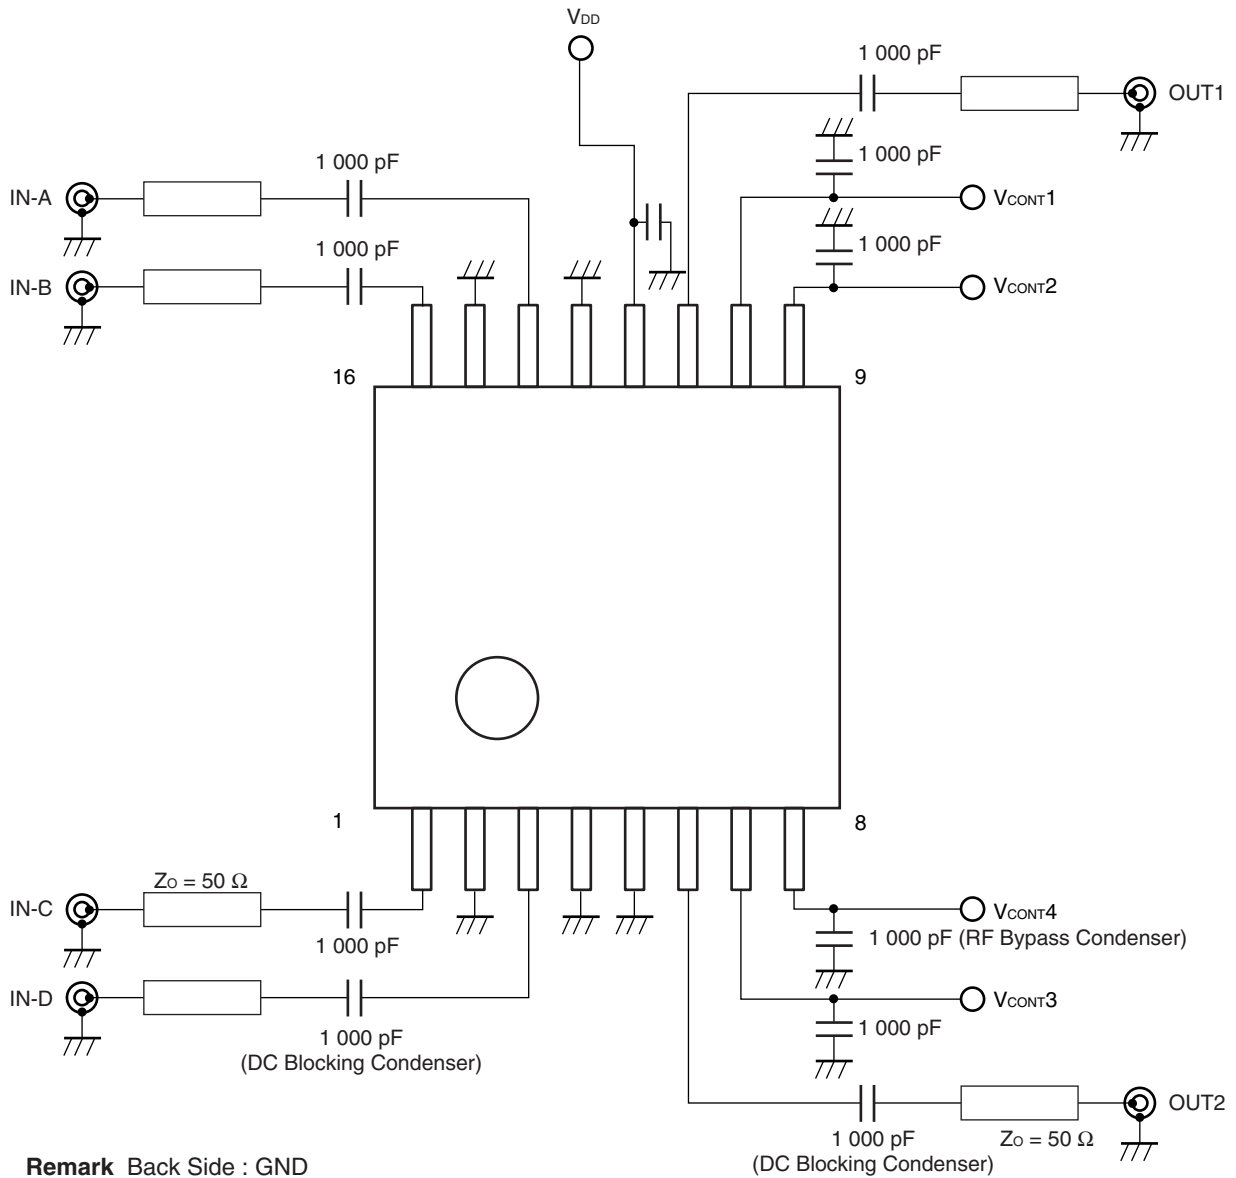 VDD
1 000 pF
OUT1
1 000 pF
1 000 pF
IN-A
VCONT1
1 000 pF
1 000 pF
IN-B
VCONT2
16
9
1
8
ZO = 50 Ω
IN-C
VCONT4
1 000 pF
1 000 pF (RF Bypass Condenser)
IN-D
VCONT3
1 000 pF
1 000 pF
(DC Blocking Condenser)
OUT2
1 000 pF
ZO = 50 Ω
(DC Blocking Condenser)
Remark Back Side : GND